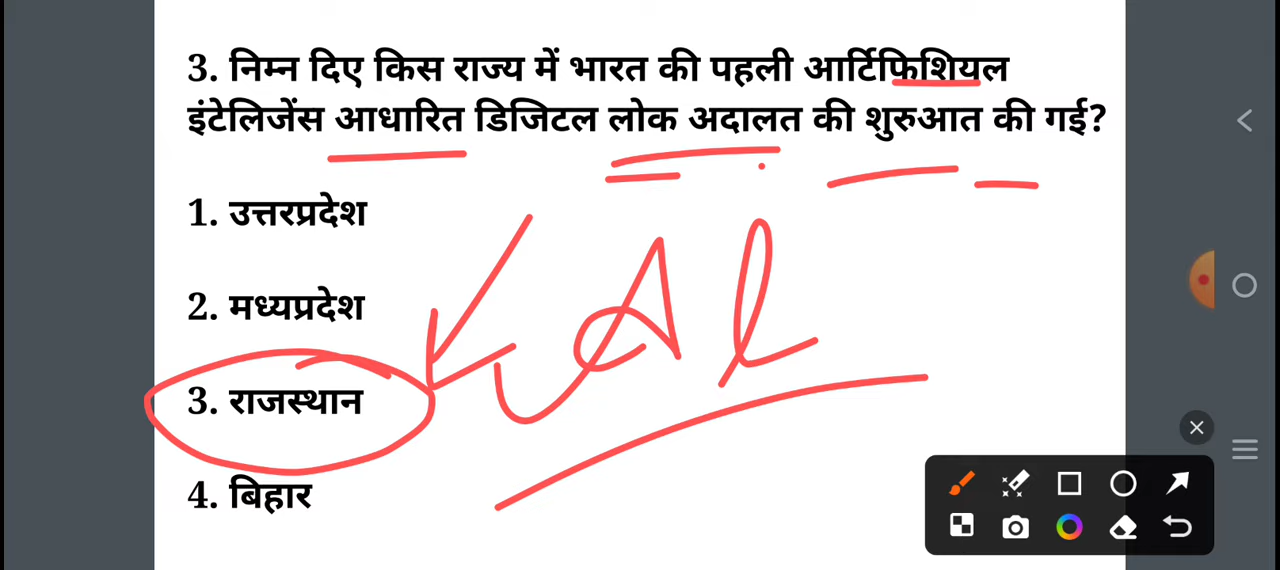 3. निम्न दिए किस राज्य में भारत की पहली आर्टिफिशियल
इंटेलिजेंस आधारित डिजिटल लोक अदालत की शुरुआत की गई?
1. उत्तरप्रदेश
2. मध्यप्रदेश
3. राजस्थान
4. बिहार